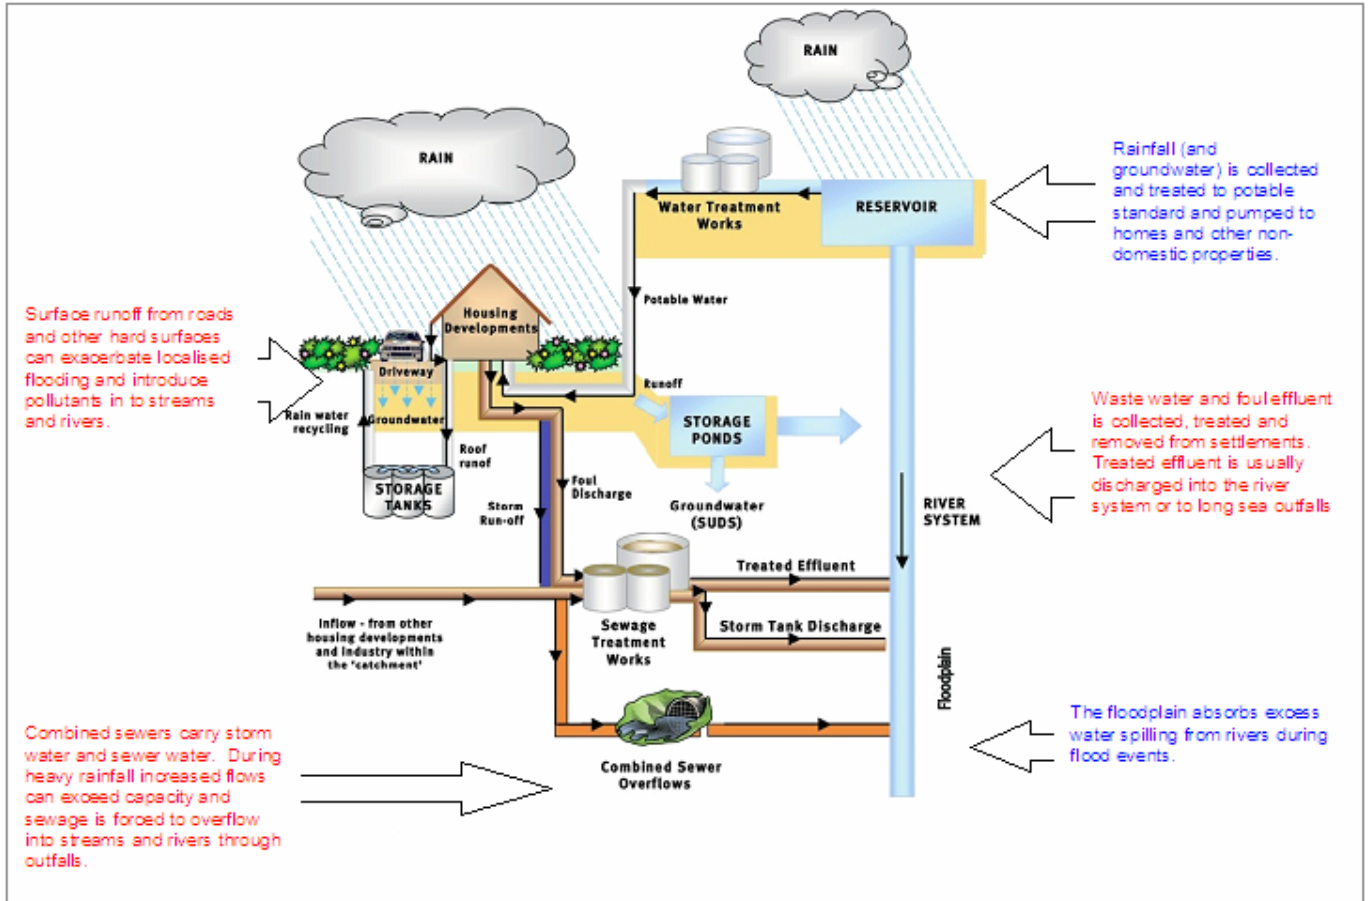 RAIN
RAIN
Rainfall (and
groundwater) is collected
and treated to potable
standard and pumped to
homes and other non-
domestic properties.
Water Treatment
Works
RESERVOIR
Potable Water
Housing
Developments
Surface runoff from roads
and other hard surfaces
can exacerbate localised
flooding and introduce
pollutants in to streams
and rivers.
Driveway
Groundwater
Rain water
recycling
Roof
runof
STORAGE
TANKS
Runoff
STORAGE
PONDS
Groundwater
(SUDS)
Waste water and foul effluent
is collected, treated and
removed from settlements.
Treated effluent is usually
discharged into the river
system or to long sea outfalls
Foul
Discharge
Storm
Run-off
RIVER
SYSTEM
Treated Effluent
Storm Tank Discharge
Sewage
Treatment
Works
Inflow - from other
housing developments
and industry within
the 'catchment'
Floodplain
The floodplain absorbs excess
water spilling from rivers during
flood events.
Combined sewers carry storm
water and sewer water. During
heavy rainfall increased flows
can exceed capacity and
sewage is forced to overflow
into streams and rivers through
outfalls.
Combined Sewer
Overflows